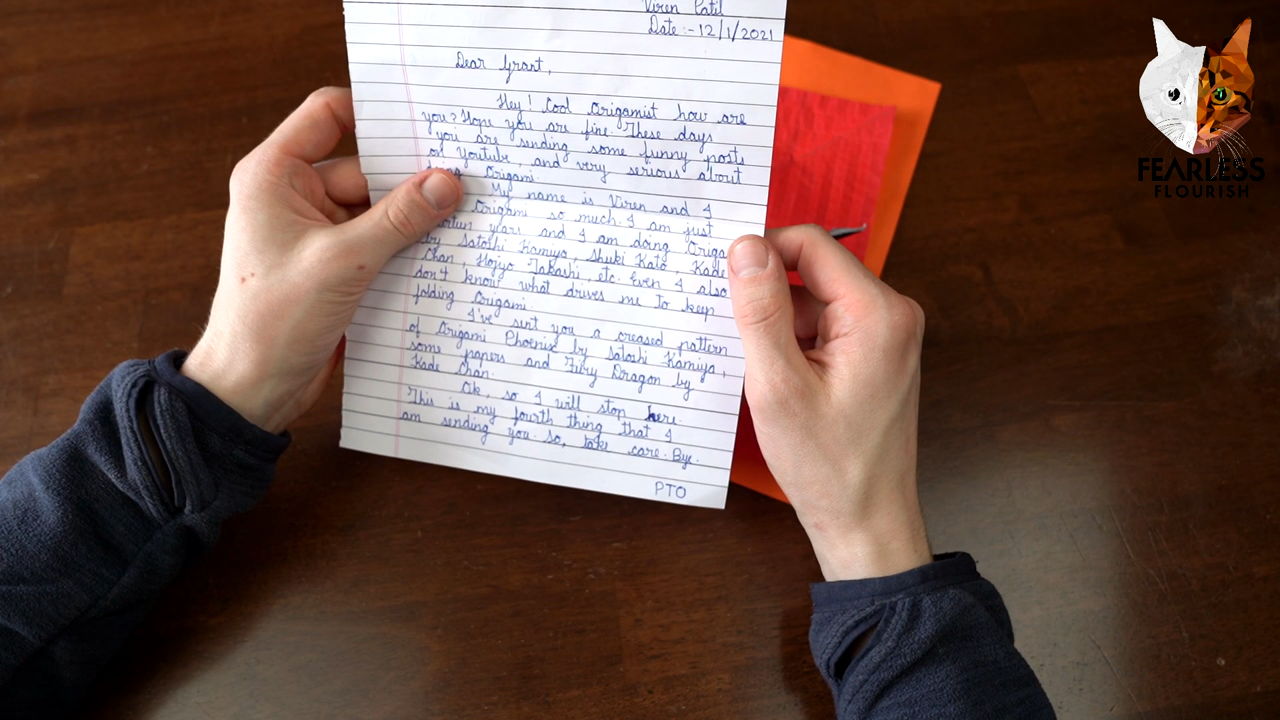 Viren Patil
Date :- 12/1/2021
Dear Grant,
Hey! Cool Origamist how are
you? Hope you are fine. These days
you are sending some funny posts
on Youtube, and very serious about
Origami.
My name is Viren and I
Origami so much. I am just
years and I am doing Origa
by Satoshi Kamiya, Shuki Kato, Kade
Chan, Hojyo Takashi, etc. Even I also
don't know what drives me to keep
folding Origami.
I've sent you a creased pattern
of Origami Phoenix by Satoshi Kamiya,
some papers and Fiery Dragon by
Kade Chan.
Ok, so I will stop here.
This is my fourth thing that I
am sending you. So, take care. Bye.
PTO
FEARLESS
FLOURISH